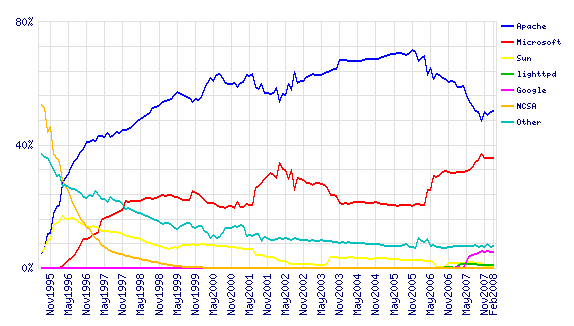 80%
40%
0%
Apache
Microsoft
Sun
lighttpd
Google
NCSA
Other
Nov1995
May1996
Nov1996
May1997
Nov1997
May1998
Nov1998
May1999
Nov1999
May2000
Nov2000
May2001
Nov2001
May2002
Nov2002
May2003
Nov2003
May2004
Nov2004
May2005
Nov2005
May2006
Nov2006
May2007
Nov2007
Feb2008